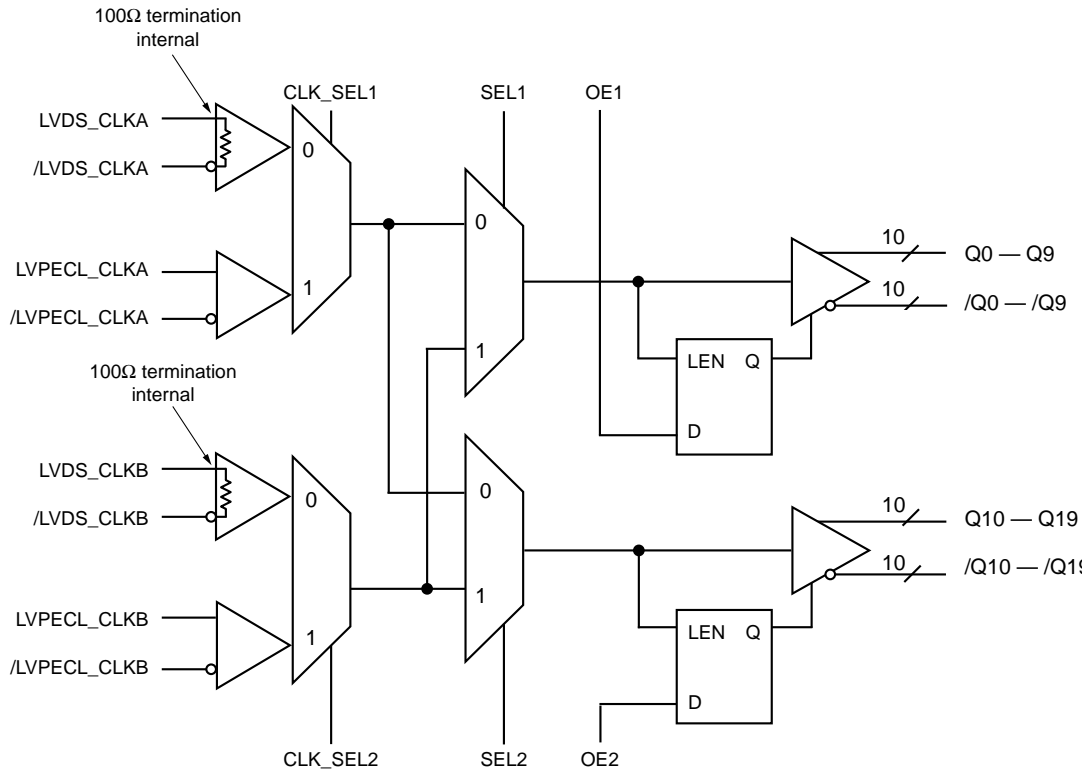 100Ω termination
internal
CLK_SEL1
SEL1
OE1
LVDS_CLKA
/LVDS_CLKA
0
0
LVPECL_CLKA
/LVPECL_CLKA
1
1
10
Q0 — Q9
10
/Q0 — /Q9
LEN Q
D
100Ω termination
internal
LVDS_CLKB
/LVDS_CLKB
0
0
LVPECL_CLKB
/LVPECL_CLKB
1
1
10
Q10 — Q19
10
/Q10 — /Q19
LEN Q
D
CLK_SEL2
SEL2
OE2